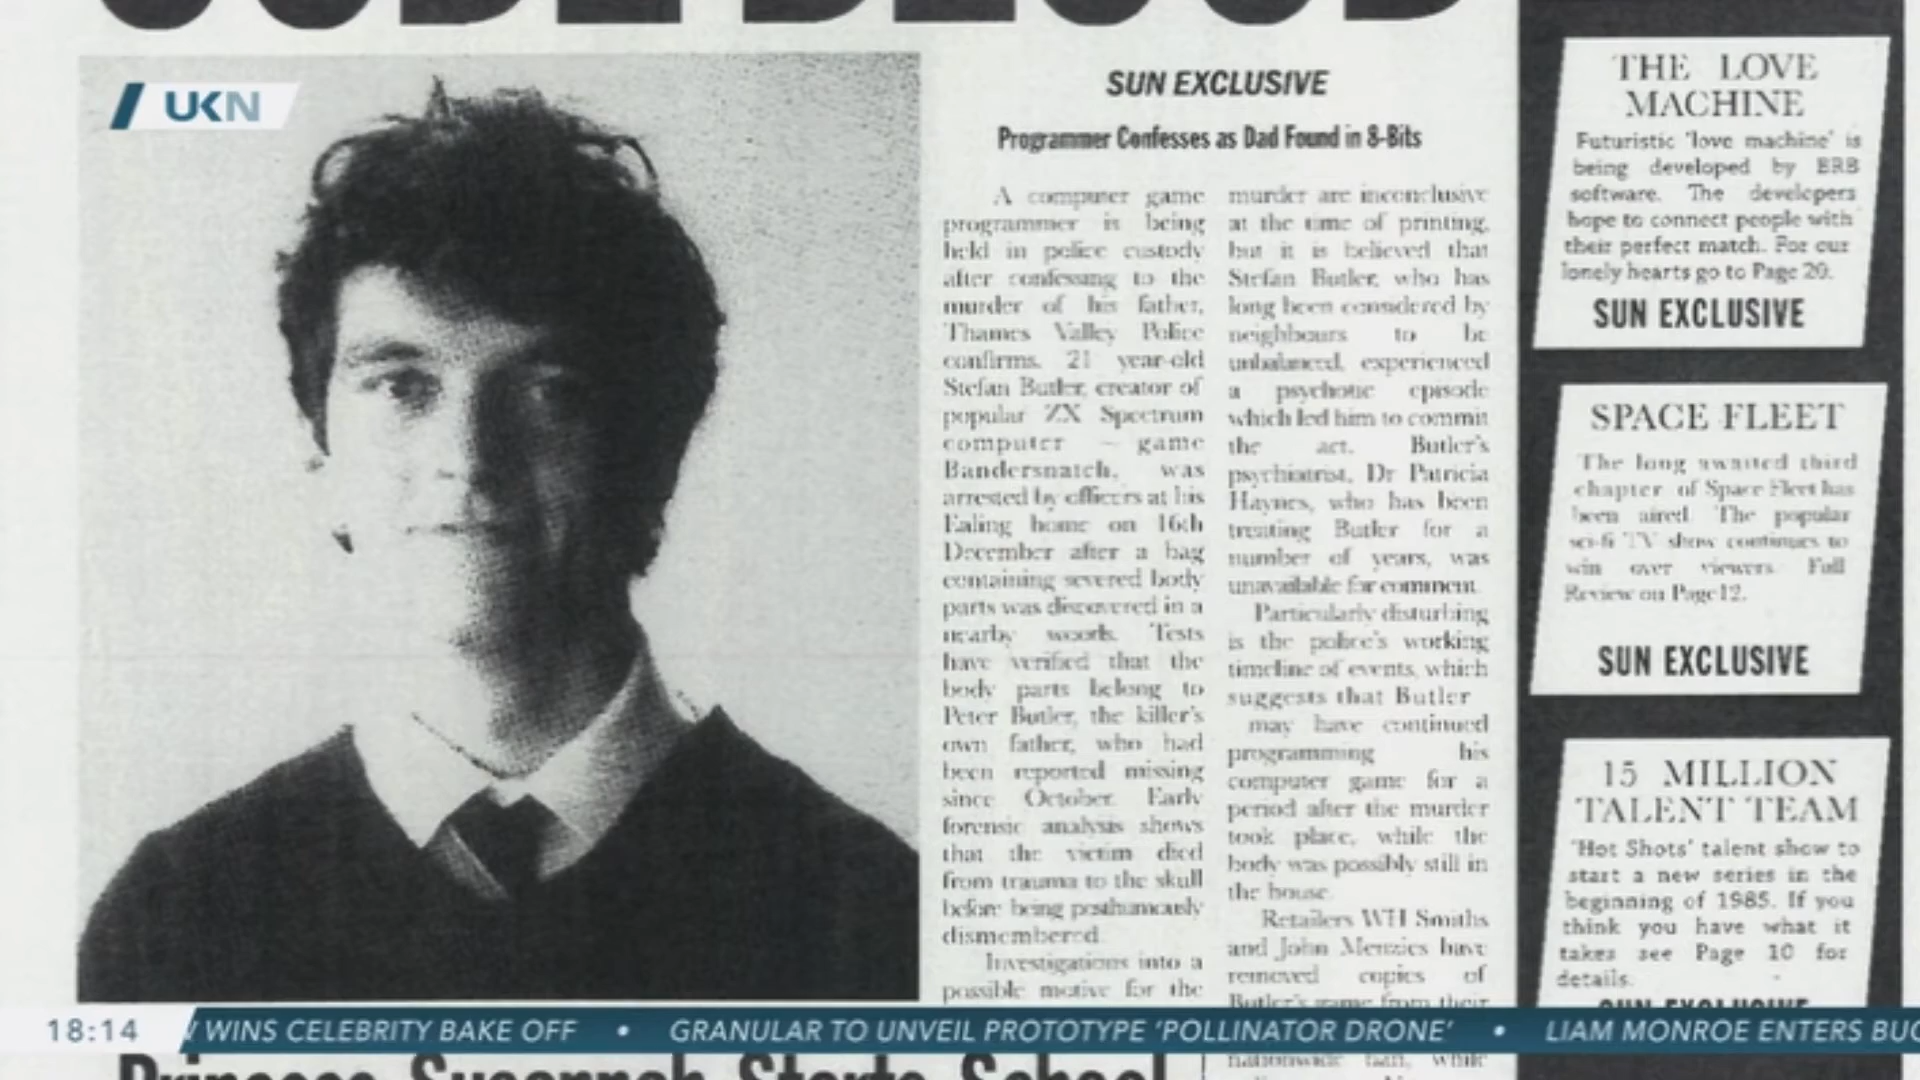 CODE BLOOD
UKN
SUN EXCLUSIVE
Programmer Confesses as Dad Found in 8-Bits
A computer game
programmer is being
held in police custody
after confessing to the
murder of his father,
Thames Valley Police
confirms. 21 year-old
Stefan Butler, creator of
popular ZX Spectrum
computer – game
Bandersnatch, was
arrested by officers at his
Ealing home on 16th
December after a bag
containing severed body
parts was discovered in a
nearby woods. Tests
have verified that the
body parts belong to
Peter Butler, the killer's
own father, who had
been reported missing
since October. Early
forensic analysis shows
that the victim died
from trauma to the skull
before being posthumously
dismembered.
Investigations into a
possible motive for the
murder are inconclusive
at the time of printing,
but it is believed that
Stefan Butler, who has
long been considered by
neighbours to be
unbalanced, experienced
a psychotic episode
which led him to commit
the act. Butler's
psychiatrist, Dr Patricia
Haynes, who has been
treating Butler for a
number of years, was
unavailable for comment.
Particularly disturbing
is the police's working
timeline of events, which
suggests that Butler
may have continued
programming his
computer game for a
period after the murder
took place, while the
body was possibly still in
the house.
Retailers WH Smiths
and John Menzies have
removed copies of
Butler's game from their
nationwide ban, while
THE LOVE
MACHINE
Futuristic 'love machine' is
being developed by BRB
software. The developers
hope to connect people with
their perfect match. For our
lonely hearts go to Page 20.
SUN EXCLUSIVE
SPACE FLEET
The long awaited third
chapter of Space Fleet has
been aired. The popular
sci-fi TV show continues to
win over viewers. Full
Review on Page 12.
SUN EXCLUSIVE
15 MILLION
TALENT TEAM
'Hot Shots' talent show to
start a new series in the
beginning of 1985. If you
think you have what it
takes see Page 10 for
details.
SUN EXCLUSIVE
18:14 WINS CELEBRITY BAKE OFF • GRANULAR TO UNVEIL PROTOTYPE 'POLLINATOR DRONE' • LIAM MONROE ENTERS BUC
Princess Susannah Starts School